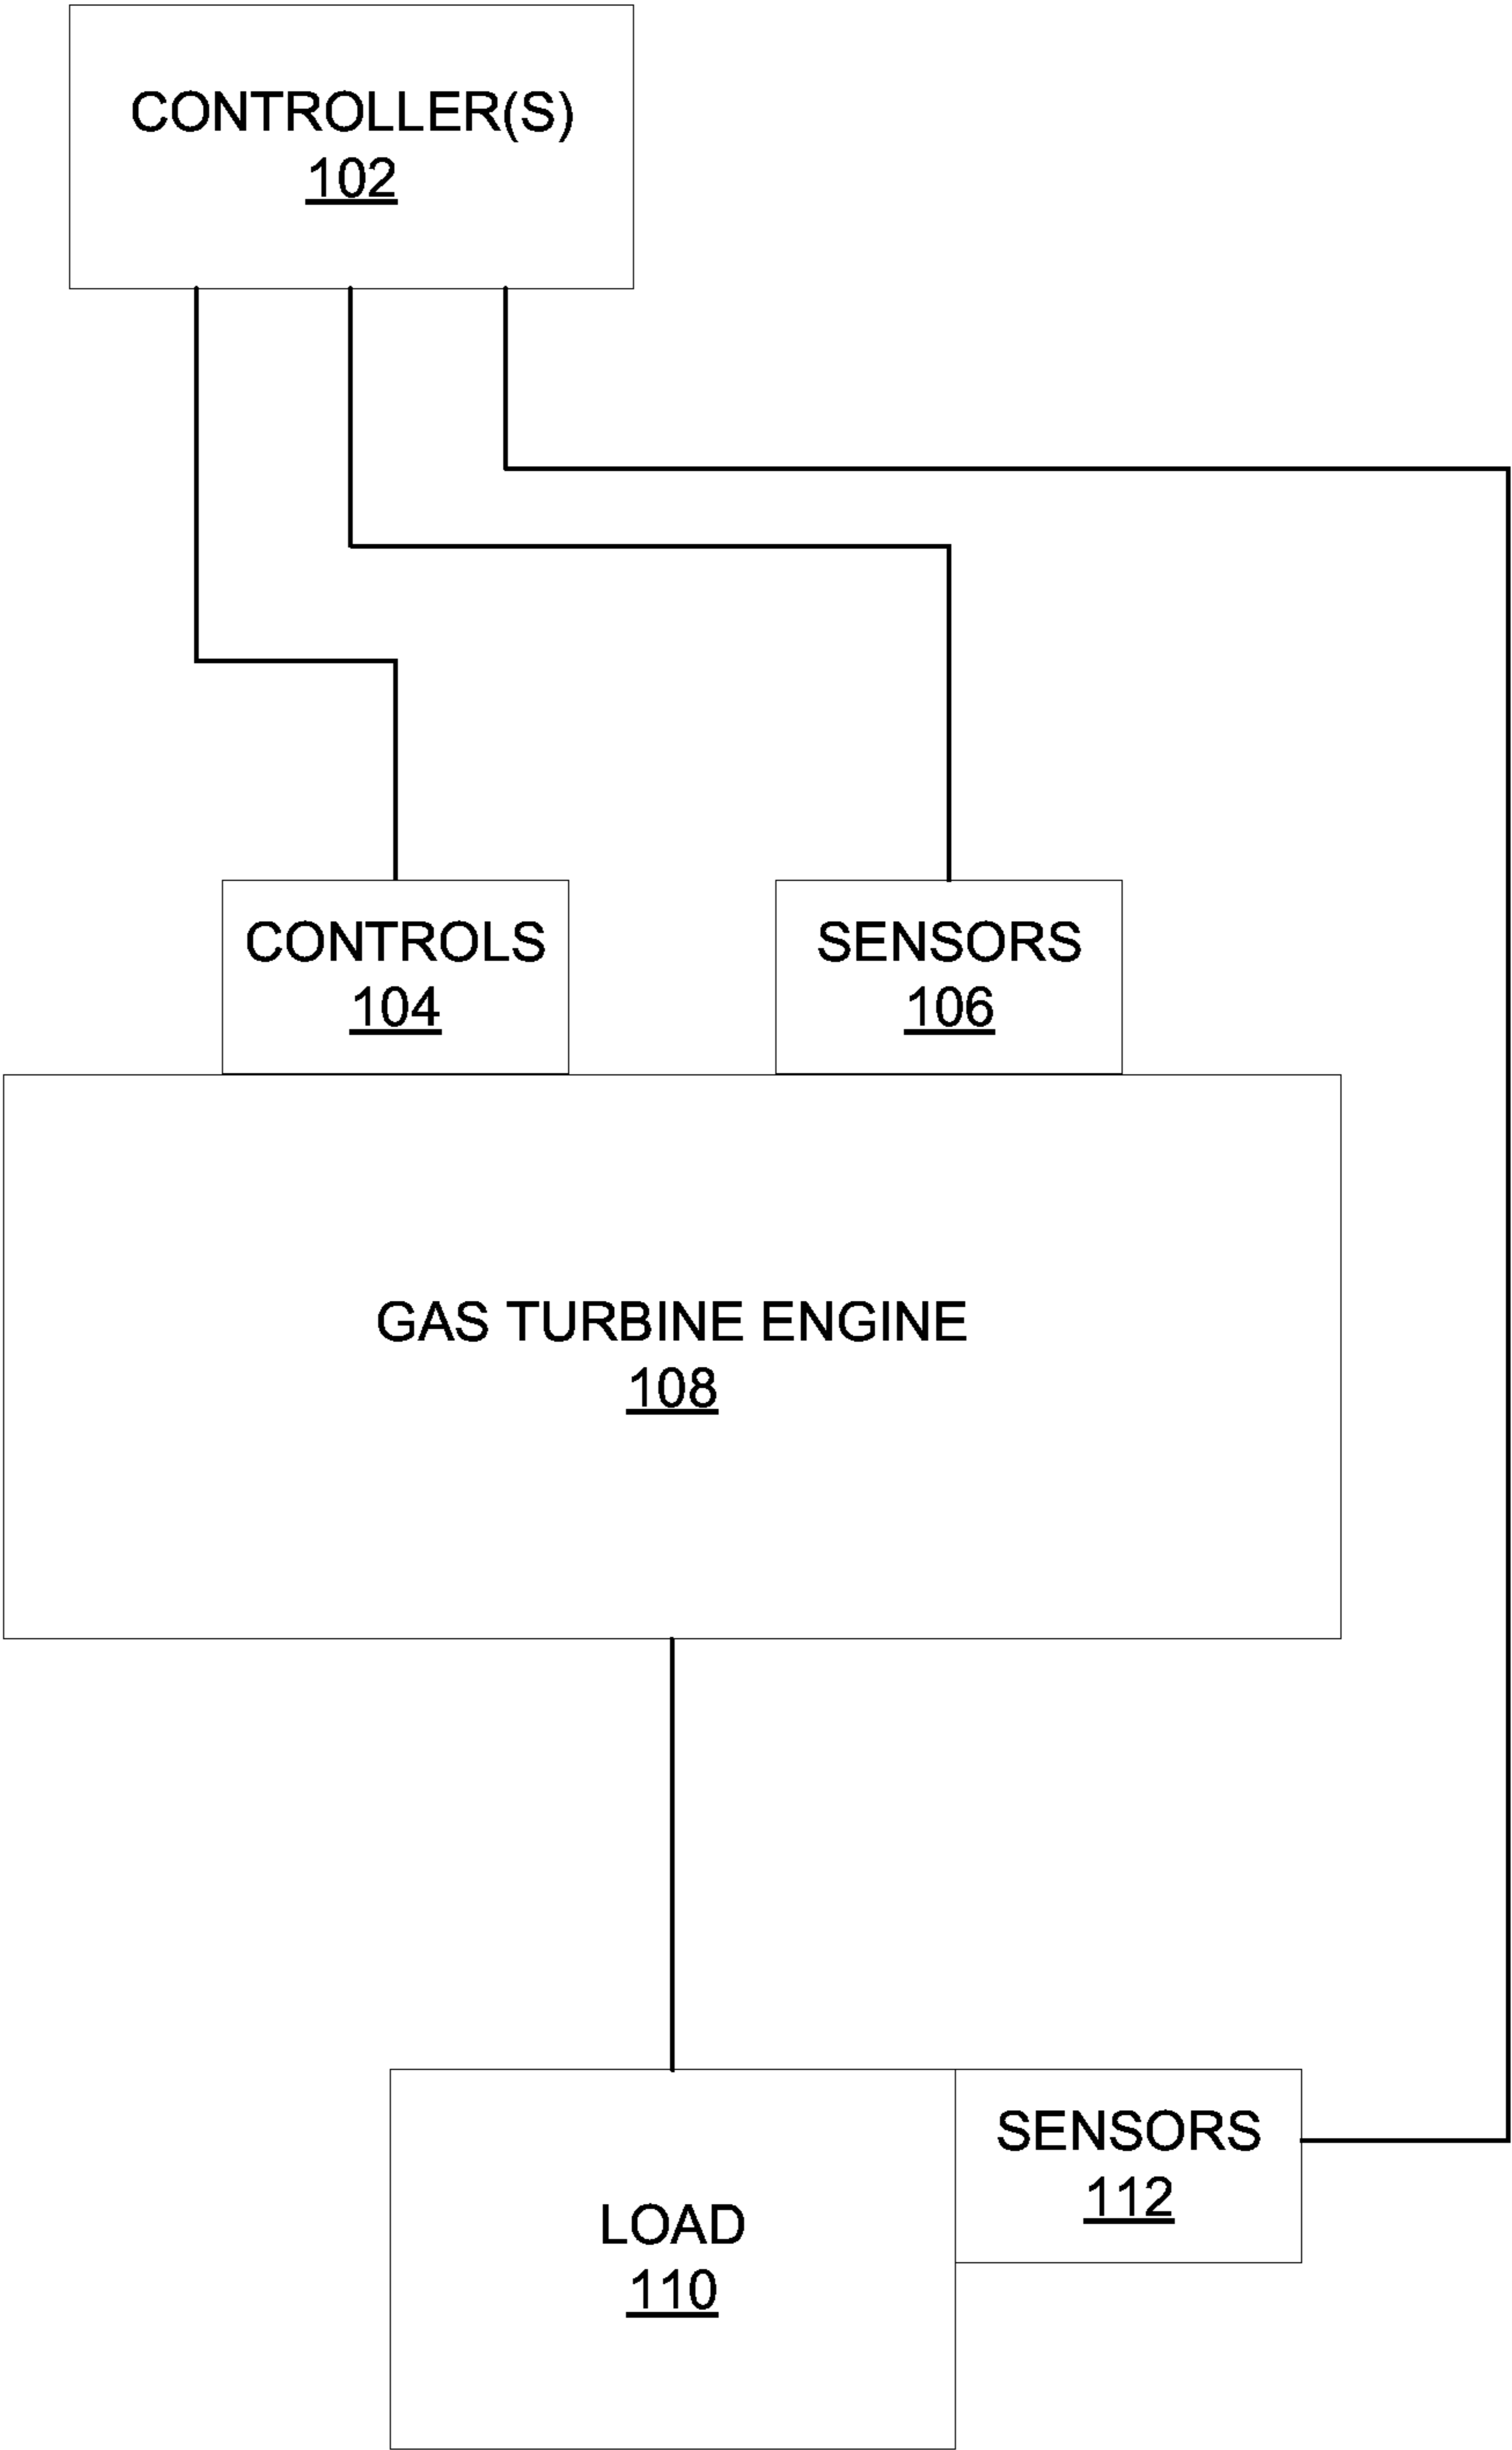 CONTROLLER(S)
102
CONTROLS
104
SENSORS
106
GAS TURBINE ENGINE
108
SENSORS
112
LOAD
110